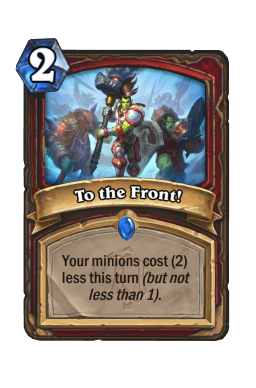 2
To the Front!
Your minions cost (2)
less this turn (but not
less than 1).